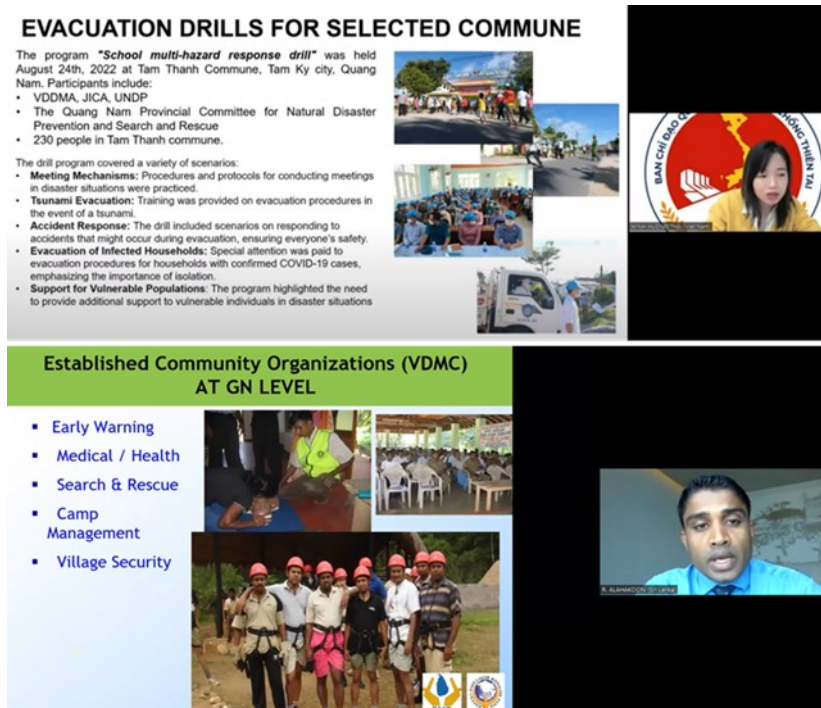 EVACUATION DRILLS FOR SELECTED COMMUNE
The program "School multi-hazard response drill" was held
August 24th, 2022 at Tam Thanh Commune, Tam Ky city, Quang
Nam. Participants include:
• VDDMA, JICA, UNDP
• The Quang Nam Provincial Committee for Natural Disaster
Prevention and Search and Rescue
• 230 people in Tam Thanh commune.
The drill program covered a variety of scenarios:
• Meeting Mechanisms: Procedures and protocols for conducting meetings
in disaster situations were practiced.
• Tsunami Evacuation: Training was provided on evacuation procedures in
the event of a tsunami.
• Accident Response: The drill included scenarios on responding to
accidents that might occur during evacuation, ensuring everyone's safety.
• Evacuation of Infected Households: Special attention was paid to
evacuation procedures for households with confirmed COVID-19 cases,
emphasizing the importance of isolation.
• Support for Vulnerable Populations: The program highlighted the need
to provide additional support to vulnerable individuals in disaster situations
BAN CHỈ ĐẠO QU
CHỐNG THIÊN TAI
Established Community Organizations (VDMC)
AT GN LEVEL
▪ Early Warning
▪ Medical / Health
▪ Search & Rescue
▪ Camp
Management
▪ Village Security
R. ALAHAKOON (Sri Lanka)